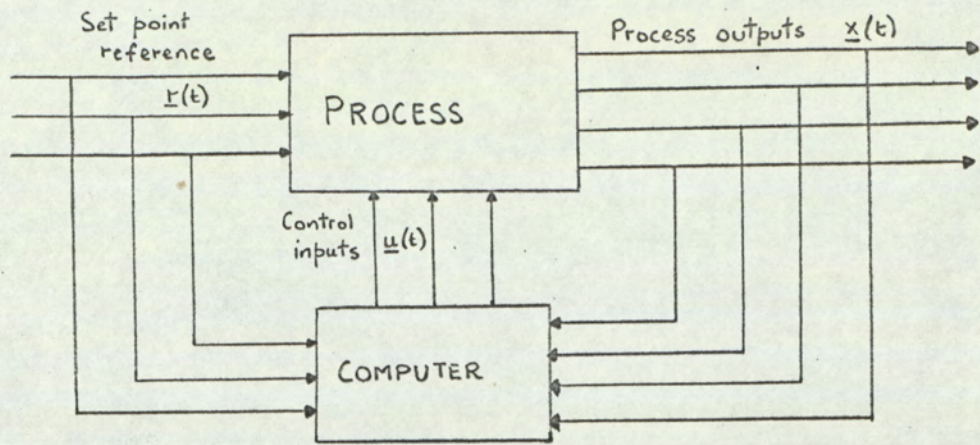 Set point
reference
r(t)
PROCESS
Process outputs x(t)
Control
inputs u(t)
COMPUTER